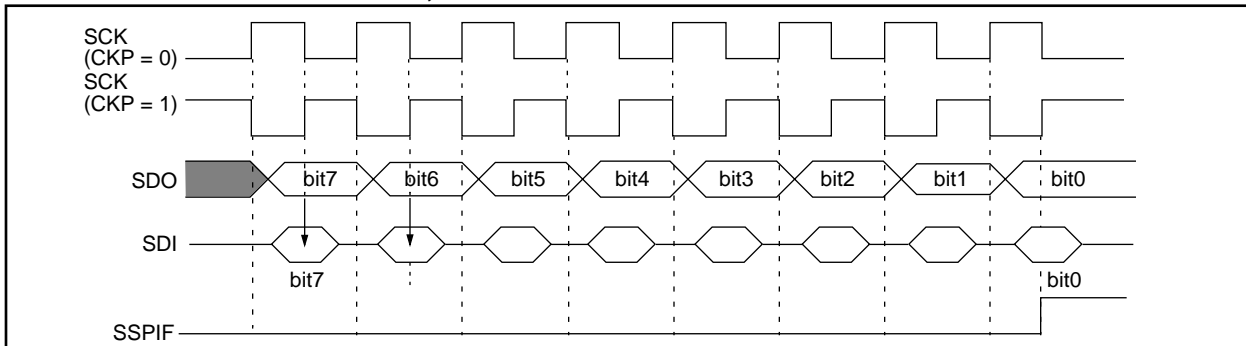 SCK
(CKP = 0)
SCK
(CKP = 1)
SDO bit7 bit6 bit5 bit4 bit3 bit2 bit1 bit0
SDI
bit7 bit0
SSPIF